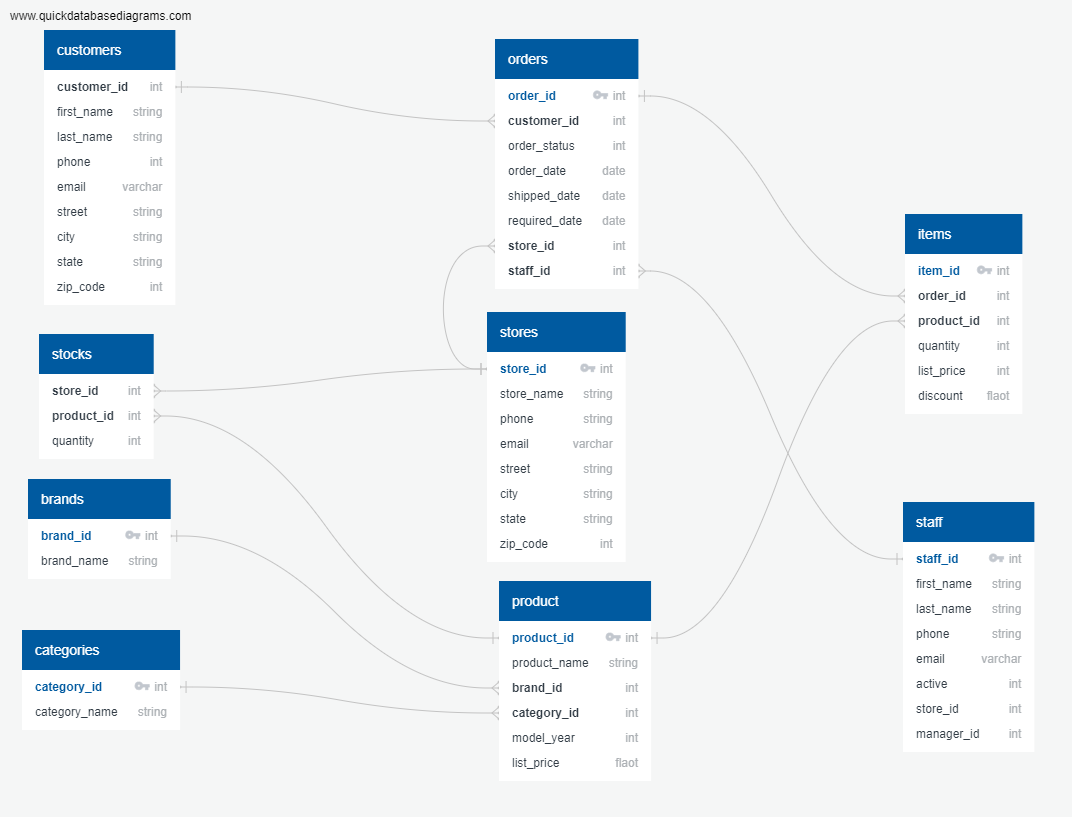 www.quickdatabasediagrams.com
customers
customer_id int
first_name string
last_name string
phone int
email varchar
street string
city string
state string
zip_code int
orders
order_id int
customer_id int
order_status int
order_date date
shipped_date date
required_date date
store_id int
staff_id int
items
item_id int
order_id int
product_id int
quantity int
list_price int
discount flaot
stocks
store_id int
product_id int
quantity int
stores
store_id int
store_name string
phone string
email varchar
street string
city string
state string
zip_code int
brands
brand_id int
brand_name string
staff
staff_id int
first_name string
last_name string
phone string
email varchar
active int
store_id int
manager_id int
categories
category_id int
category_name string
product
product_id int
product_name string
brand_id int
category_id int
model_year int
list_price flaot